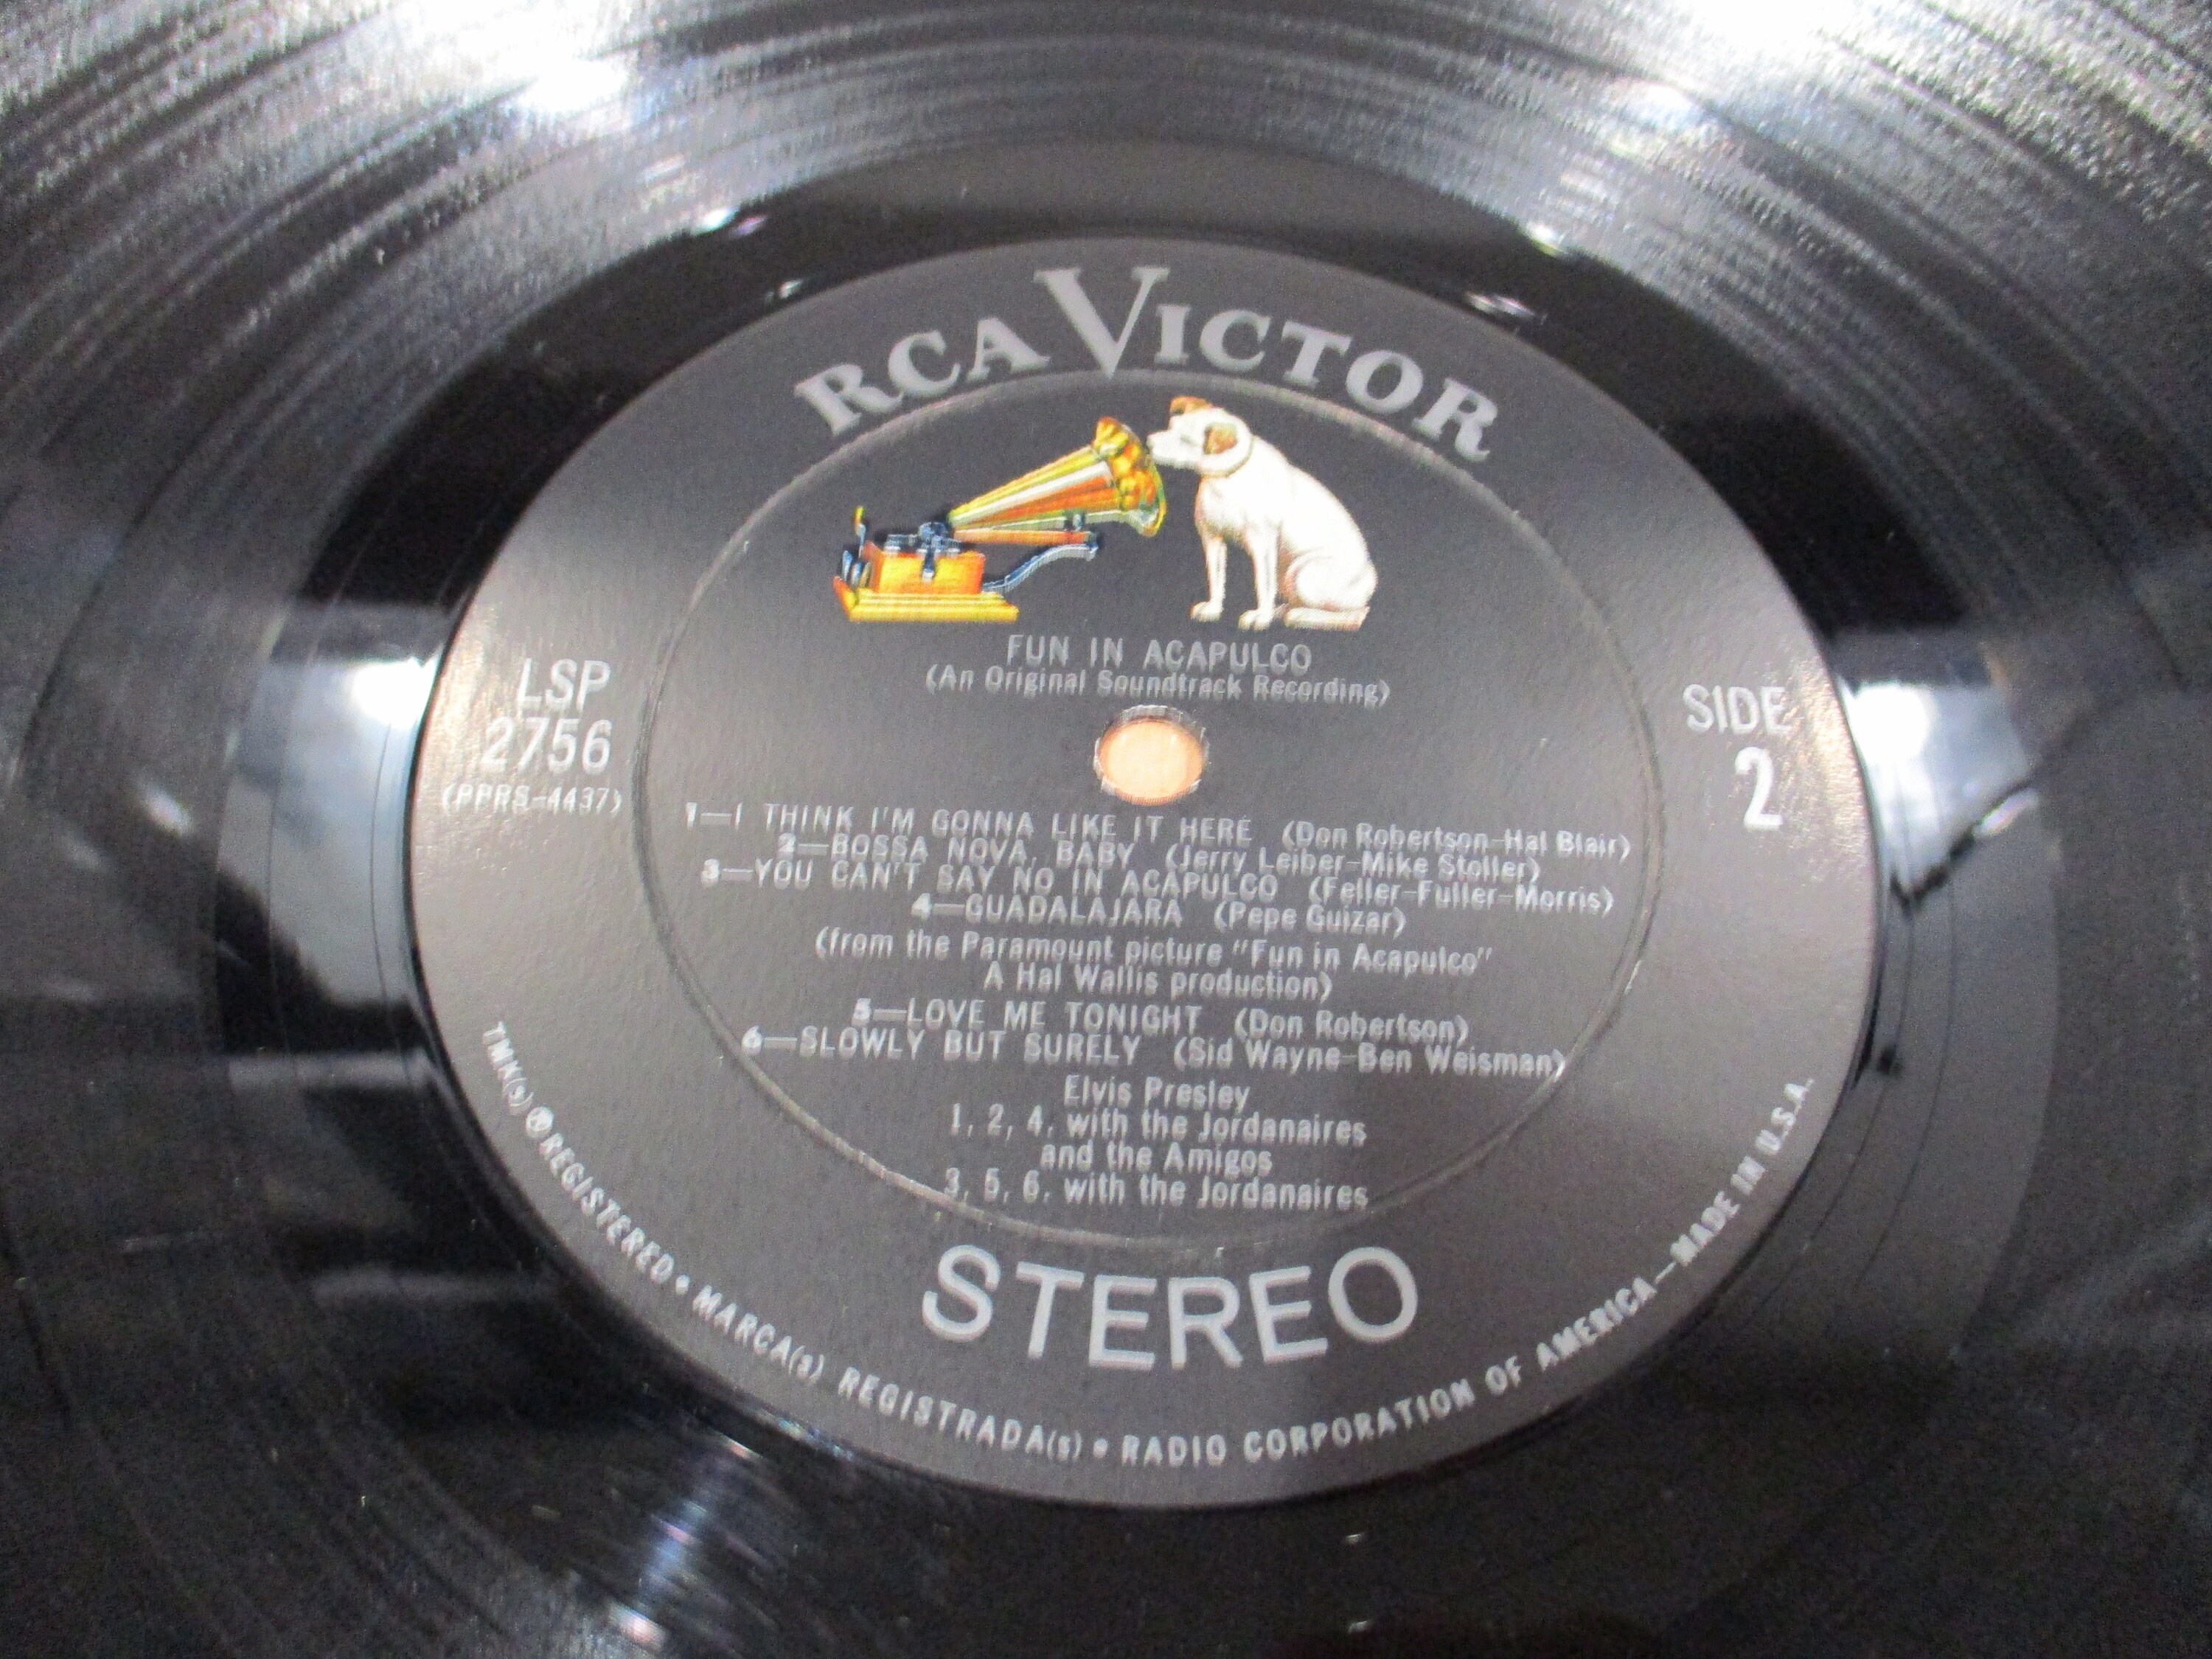 RCA VICTOR
FUN IN ACAPULCO
(An Original Soundtrack Recording)
LSP
2756
(PPRS-4437)
SIDE
2
1—I THINK I'M GONNA LIKE IT HERE (Don Robertson-Hal Blair)
2—BOSSA NOVA, BABY (Jerry Leiber-Mike Stoller)
3—YOU CAN'T SAY NO IN ACAPULCO (Feller-Fuller-Morris)
4—GUADALAJARA (Pepe Guizar)
(from the Paramount picture "Fun in Acapulco"
A Hal Wallis production)
5—LOVE ME TONIGHT (Don Robertson)
6—SLOWLY BUT SURELY (Sid Wayne-Ben Weisman)
Elvis Presley
1, 2, 4, with the Jordanaires
and the Amigos
3, 5, 6, with the Jordanaires
STEREO
TMK(s) ® REGISTERED • MARCA(s) REGISTRADA(s) • RADIO CORPORATION OF AMERICA—MADE IN U.S.A.